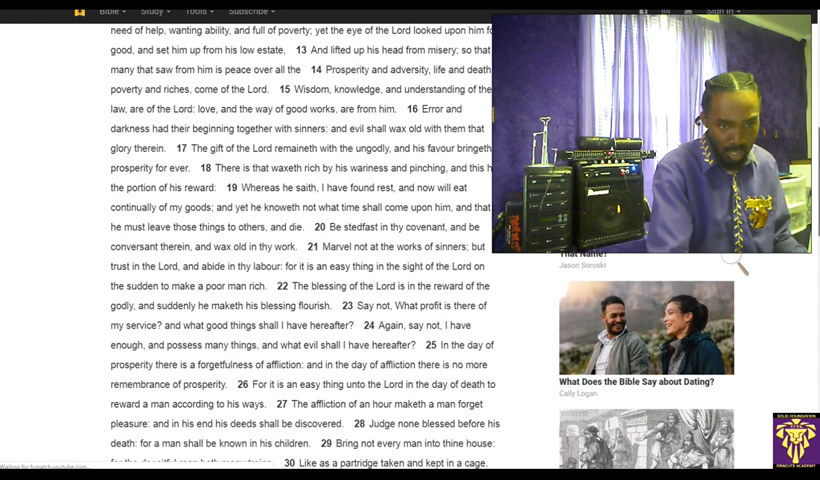 Bible Study Tools Subscribe Sign in
need of help, wanting ability, and full of poverty; yet the eye of the Lord looked upon him fo
good, and set him up from his low estate, 13 And lifted up his head from misery; so that
many that saw from him is peace over all the 14 Prosperity and adversity, life and death
poverty and riches, come of the Lord. 15 Wisdom, knowledge, and understanding of the
law, are of the Lord: love, and the way of good works, are from him. 16 Error and
darkness had their beginning together with sinners: and evil shall wax old with them that
glory therein. 17 The gift of the Lord remaineth with the ungodly, and his favour bringeth
prosperity for ever. 18 There is that waxeth rich by his wariness and pinching, and this h
the portion of his reward: 19 Whereas he saith, I have found rest, and now will eat
continually of my goods; and yet he knoweth not what time shall come upon him, and that
he must leave those things to others, and die. 20 Be stedfast in thy covenant, and be
conversant therein, and wax old in thy work. 21 Marvel not at the works of sinners; but
trust in the Lord, and abide in thy labour: for it is an easy thing in the sight of the Lord on
the sudden to make a poor man rich. 22 The blessing of the Lord is in the reward of the
godly, and suddenly he maketh his blessing flourish. 23 Say not, What profit is there of
my service? and what good things shall I have hereafter? 24 Again, say not, I have
enough, and possess many things, and what evil shall I have hereafter? 25 In the day of
prosperity there is a forgetfulness of affliction: and in the day of affliction there is no more
remembrance of prosperity. 26 For it is an easy thing unto the Lord in the day of death to
reward a man according to his ways. 27 The affliction of an hour maketh a man forget
pleasure: and in his end his deeds shall be discovered. 28 Judge none blessed before his
death: for a man shall be known in his children. 29 Bring not every man into thine house:
30 Like as a partridge taken and kept in a cage,
That Name?
Jason Soroski
What Does the Bible Say about Dating?
Cally Logan
SOLID FOUNDATION
ISRAELITE ACADEMY